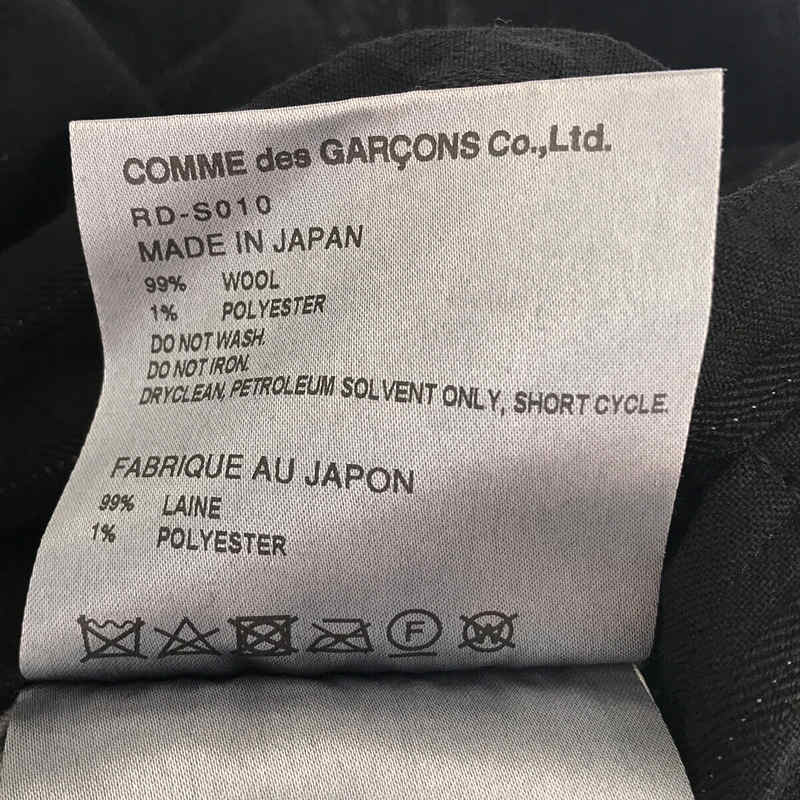 COMME des GARÇONS Co.,Ltd.
RD-S010
MADE IN JAPAN
99% WOOL
1% POLYESTER
DO NOT WASH.
DO NOT IRON.
DRYCLEAN, PETROLEUM SOLVENT ONLY, SHORT CYCLE.
FABRIQUE AU JAPON
99% LAINE
1% POLYESTER
F W